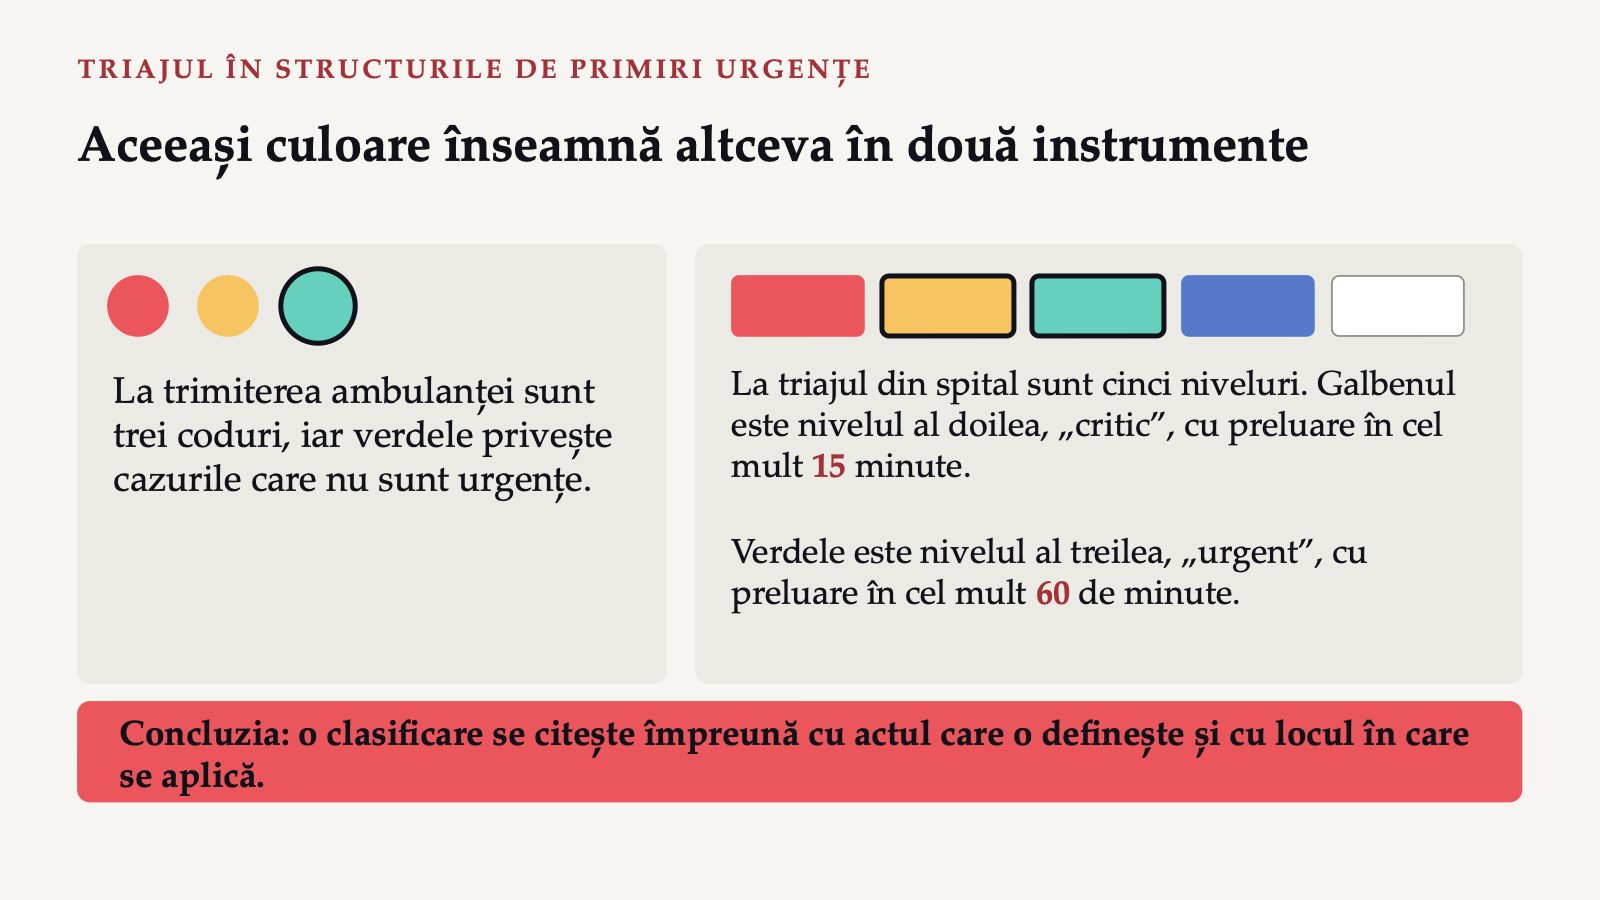 TRIAJUL ÎN STRUCTURILE DE PRIMIRI URGENȚE
Aceeași culoare înseamnă altceva în două instrumente
La trimiterea ambulanței sunt
trei coduri, iar verdele privește
cazurile care nu sunt urgențe.
La triajul din spital sunt cinci niveluri. Galbenul
este nivelul al doilea, „critic”, cu preluare în cel
mult 15 minute.
Verdele este nivelul al treilea, „urgent”, cu
preluare în cel mult 60 de minute.
Concluzia: o clasificare se citește împreună cu actul care o definește și cu locul în care
se aplică.